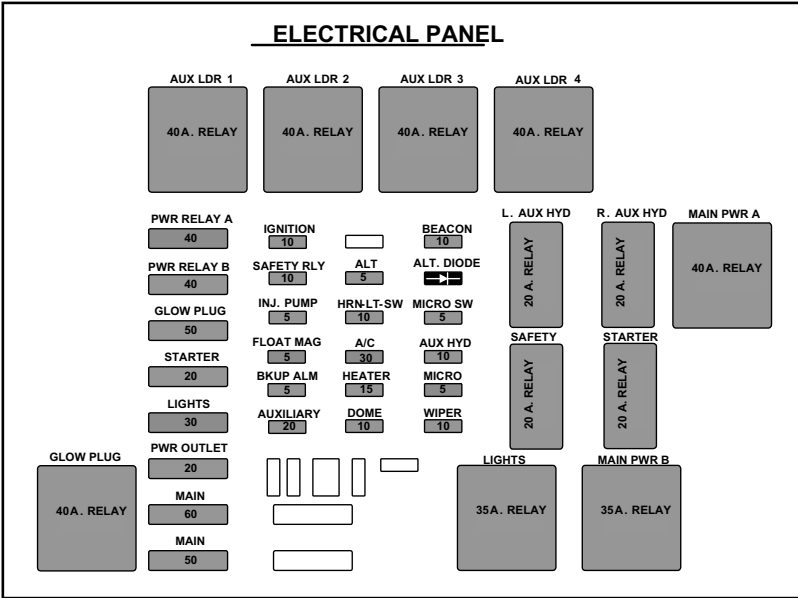 ELECTRICAL PANEL
AUX LDR 1
AUX LDR 2
AUX LDR 3
AUX LDR 4
40A. RELAY
40A. RELAY
40A. RELAY
40A. RELAY
PWR RELAY A
40
IGNITION
10
BEACON
10
L. AUX HYD
20 A. RELAY
R. AUX HYD
20 A. RELAY
MAIN PWR A
40A. RELAY
PWR RELAY B
40
SAFETY RLY
10
ALT
5
ALT. DIODE
GLOW PLUG
50
INJ. PUMP
5
HRN-LT-SW
10
MICRO SW
5
STARTER
20
FLOAT MAG
5
A/C
30
AUX HYD
10
SAFETY
20 A. RELAY
STARTER
20 A. RELAY
BKUP ALM
5
HEATER
15
MICRO
5
LIGHTS
30
AUXILIARY
20
DOME
10
WIPER
10
GLOW PLUG
40A. RELAY
PWR OUTLET
20
LIGHTS
35A. RELAY
MAIN PWR B
35A. RELAY
MAIN
60
MAIN
50